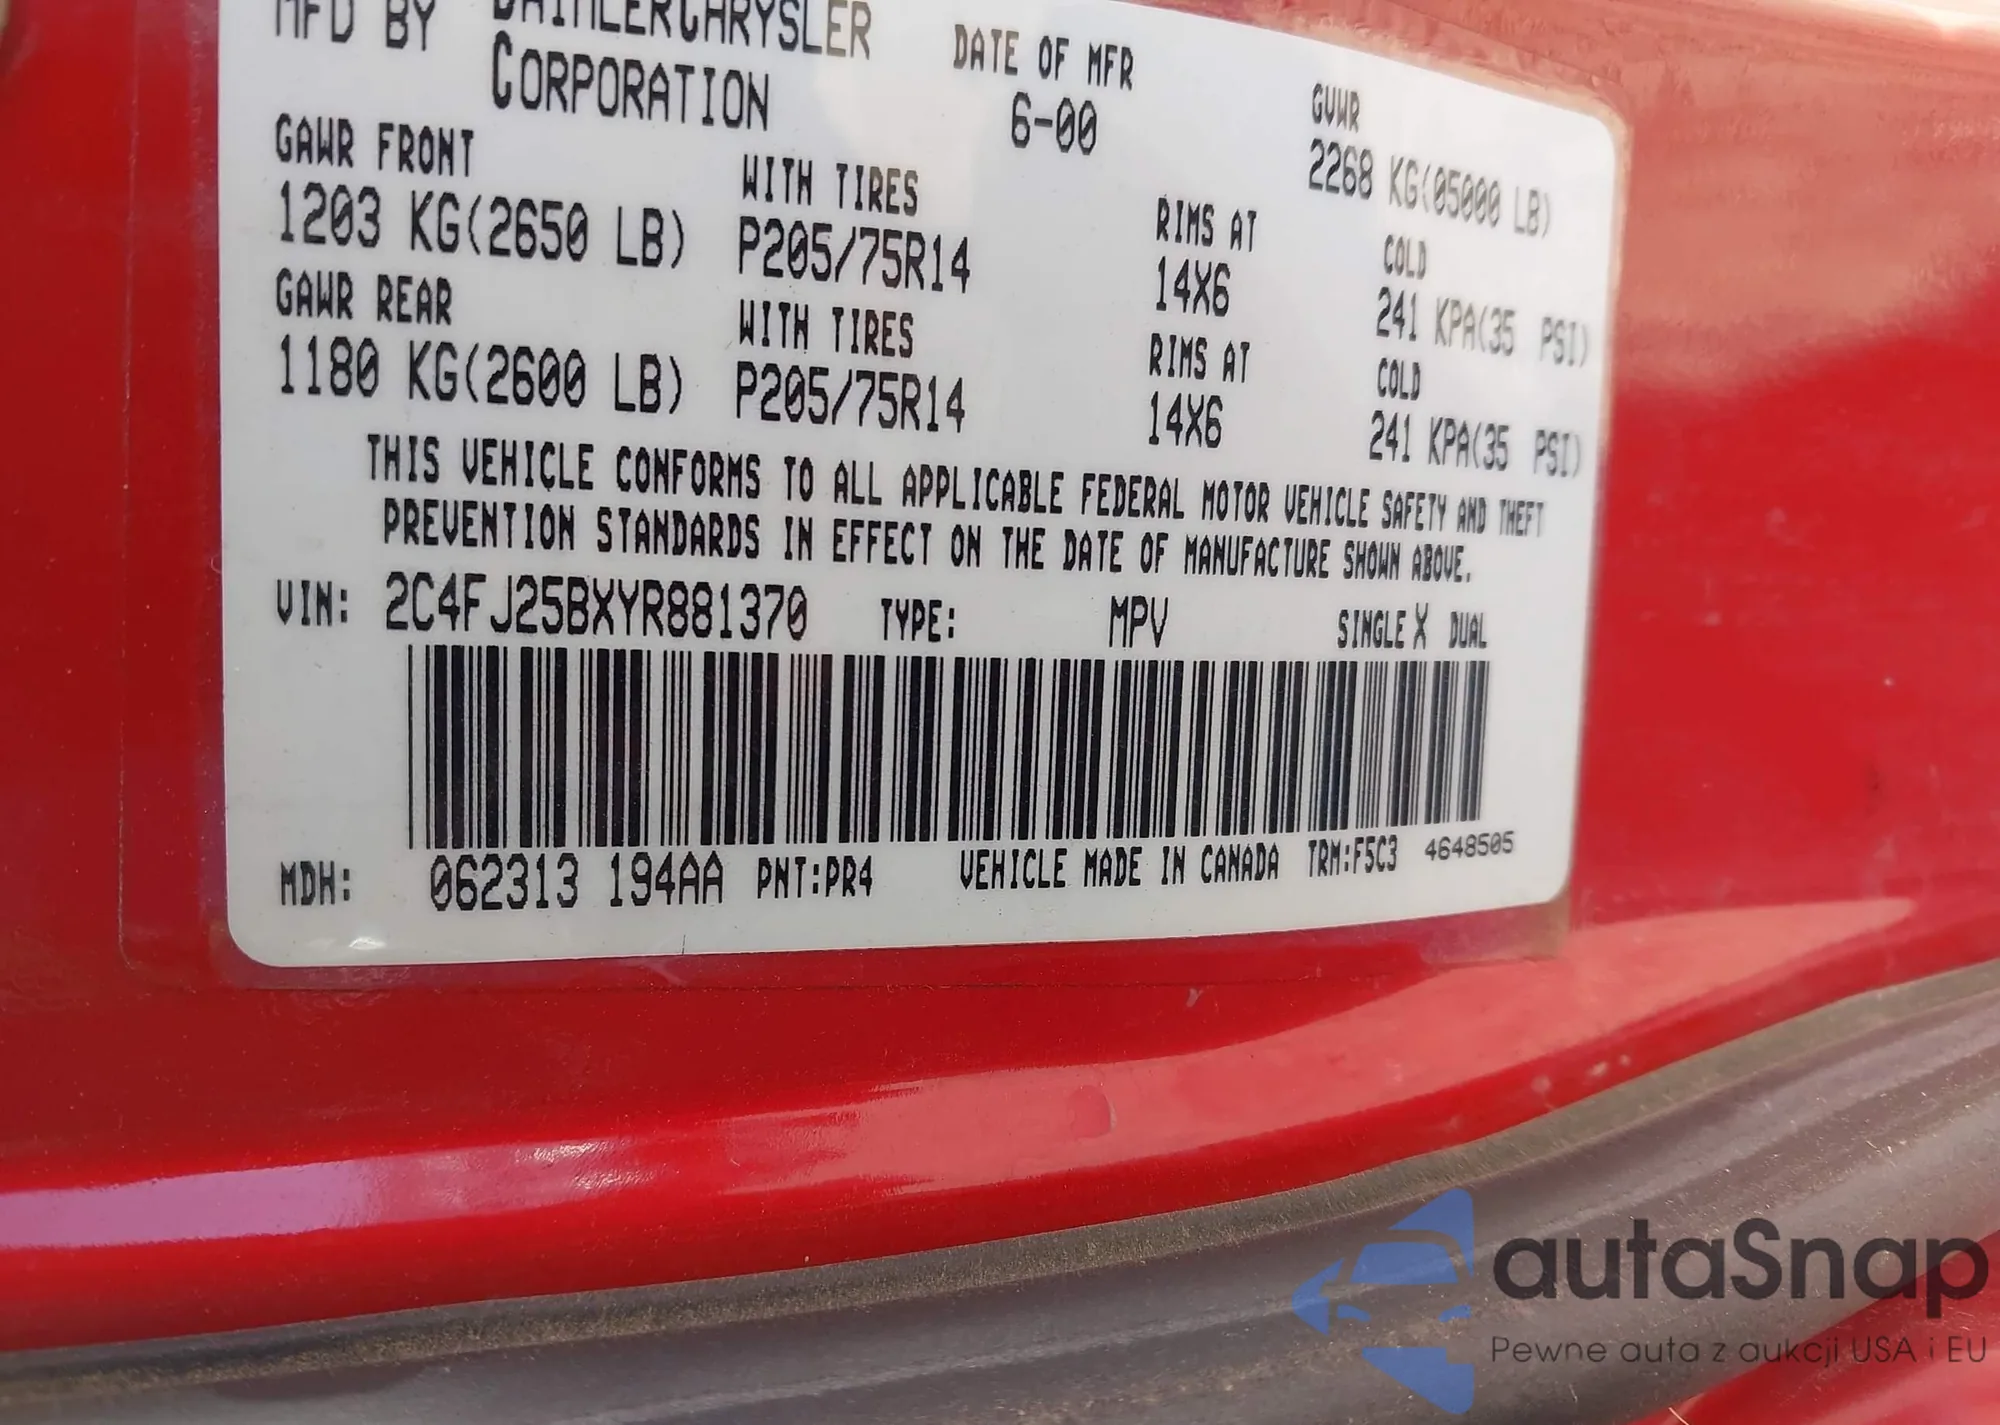 MFD BY DAIMLERCHRYSLER CORPORATION
DATE OF MFR
6-00
GVWR
2268 KG(05000 LB)
GAWR FRONT
1203 KG(2650 LB)
WITH TIRES
P205/75R14
RIMS AT
14X6
COLD
241 KPA(35 PSI)
GAWR REAR
1180 KG(2600 LB)
WITH TIRES
P205/75R14
RIMS AT
14X6
COLD
241 KPA(35 PSI)
THIS VEHICLE CONFORMS TO ALL APPLICABLE FEDERAL MOTOR VEHICLE SAFETY AND THEFT
PREVENTION STANDARDS IN EFFECT ON THE DATE OF MANUFACTURE SHOWN ABOVE.
VIN: 2C4FJ25BXYR881370 TYPE: MPV SINGLE X DUAL
MDH: 062313 194AA PNT:PR4 VEHICLE MADE IN CANADA TRM:F5C3 4648505
autaSnap
Pewne auta z aukcji USA i EU